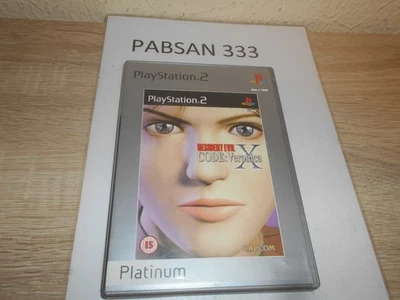 PABSAN 333
PlayStation 2
PlayStation 2
RESIDENT EVIL
CODE:Veronica
X
15
CAPCOM
Platinum